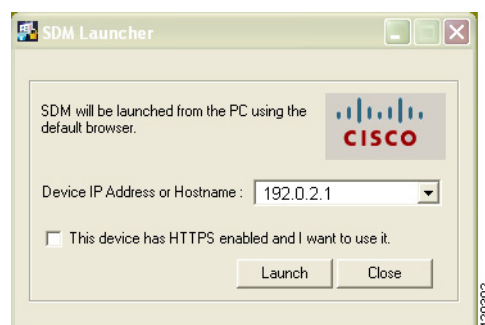 SDM Launcher
SDM will be launched from the PC using the
default browser.
CISCO
Device IP Address or Hostname :
192.0.2.1
This device has HTTPS enabled and I want to use it.
Launch
Close